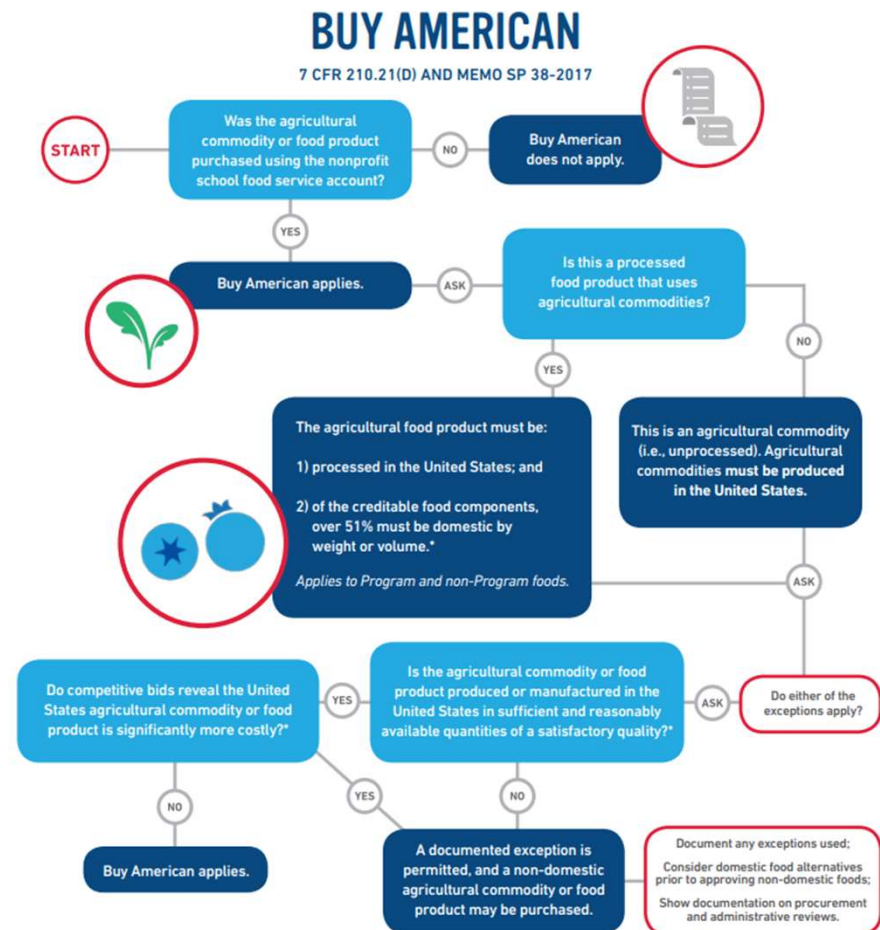 BUY AMERICAN
7 CFR 210.21(D) AND MEMO SP 38-2017
START
Was the agricultural
commodity or food product
purchased using the nonprofit
school food service account?
NO
Buy American
does not apply.
YES
Buy American applies.
ASK
Is this a processed
food product that uses
agricultural commodities?
NO
YES
The agricultural food product must be:
1) processed in the United States; and
2) of the creditable food components,
over 51% must be domestic by
weight or volume.*
Applies to Program and non-Program foods.
This is an agricultural commodity
(i.e., unprocessed). Agricultural
commodities must be produced
in the United States.
ASK
Do either of the
exceptions apply?
ASK
Is the agricultural commodity or food
product produced or manufactured in the
United States in sufficient and reasonably
available quantities of a satisfactory quality?*
YES
Do competitive bids reveal the United
States agricultural commodity or food
product is significantly more costly?*
NO
YES
NO
Buy American applies.
A documented exception is
permitted, and a non-domestic
agricultural commodity or food
product may be purchased.
Document any exceptions used;
Consider domestic food alternatives
prior to approving non-domestic foods;
Show documentation on procurement
and administrative reviews.